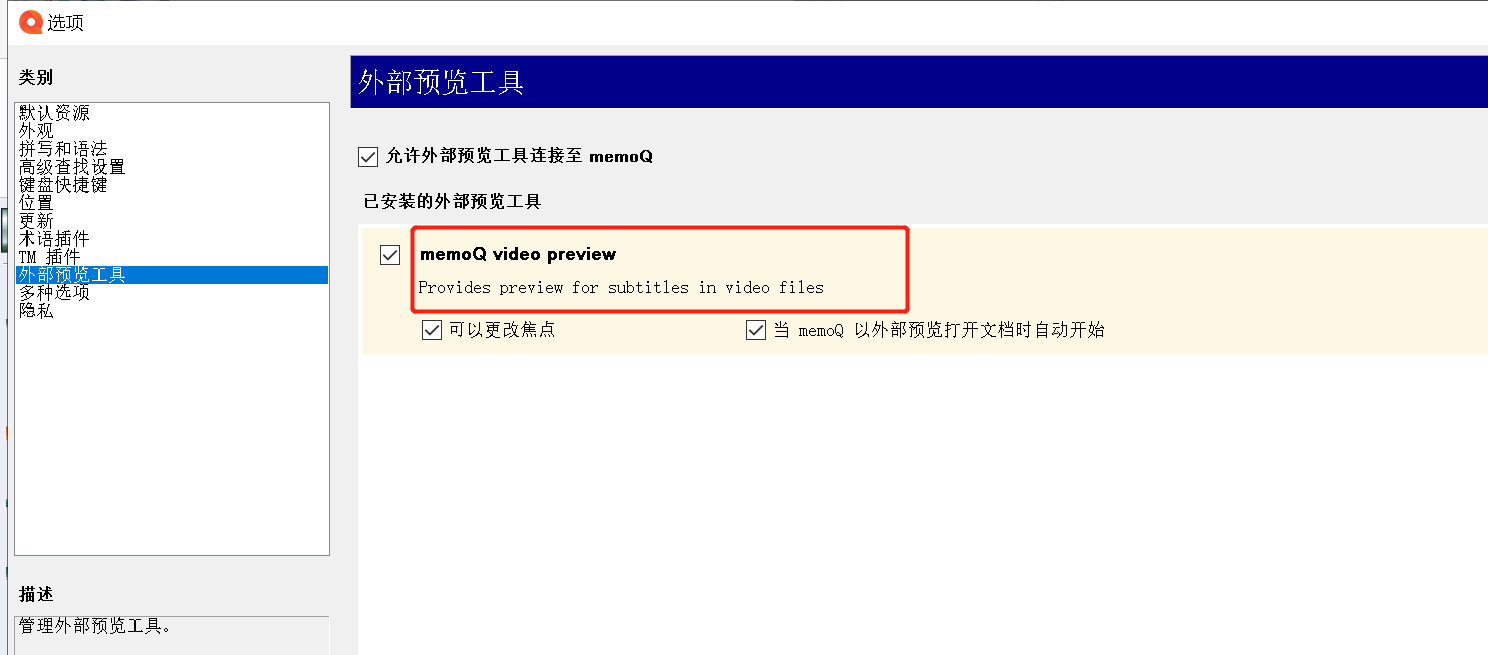 选项
类别
默认资源
外观
拼写和语法
高级查找设置
键盘快捷键
位置
更新
术语插件
TM 插件
外部预览工具
多种选项
隐私
描述
管理外部预览工具。
外部预览工具
允许外部预览工具连接至 memoQ
已安装的外部预览工具
memoQ video preview
Provides preview for subtitles in video files
可以更改焦点
当 memoQ 以外部预览打开文档时自动开始